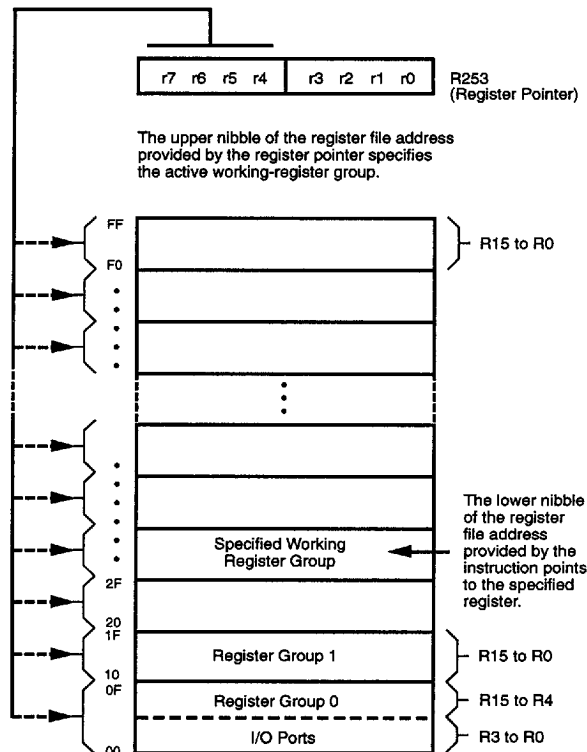 r7 r6 r5 r4 r3 r2 r1 r0
R253
(Register Pointer)
The upper nibble of the register file address
provided by the register pointer specifies
the active working-register group.
FF
R15 to R0
F0
The lower nibble
of the register
file address
provided by the
instruction points
to the specified
register.
Specified Working
Register Group
2F
20
1F
Register Group 1
R15 to R0
10
0F
Register Group 0
R15 to R4
I/O Ports
R3 to R0
00